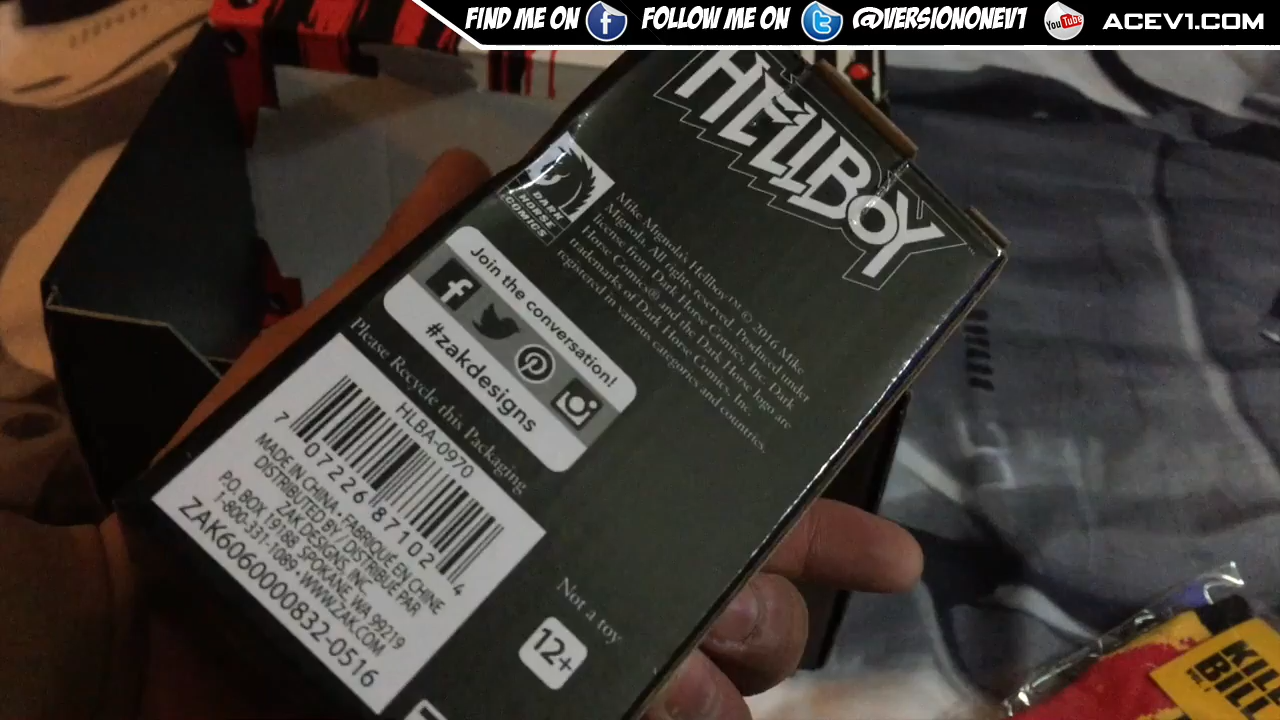 FIND ME ON f FOLLOW ME ON @VERSIONONEV1 YouTube ACEV1.COM
HELLBOY
DARK
HORSE
COMICS
Mike Mignola's Hellboy™ © 2016 Mike
Mignola. All rights reserved. Produced under
license from Dark Horse Comics, Inc. Dark
Horse Comics® and the Dark Horse logo are
trademarks of Dark Horse Comics, Inc.
registered in various categories and countries.
Join the conversation!
#zakdesigns
Please Recycle this Packaging
HLBA-0970
7 07226 87102 4
MADE IN CHINA • FABRIQUÉ EN CHINE
DISTRIBUTED BY / DISTRIBUÉ PAR
ZAK DESIGNS, INC.
P.O. BOX 19188, SPOKANE, WA 99219
1-800-331-1089 • WWW.ZAK.COM
ZAK6060000832-0516
Not a toy
12+
KILL
BILL
VOL. 1